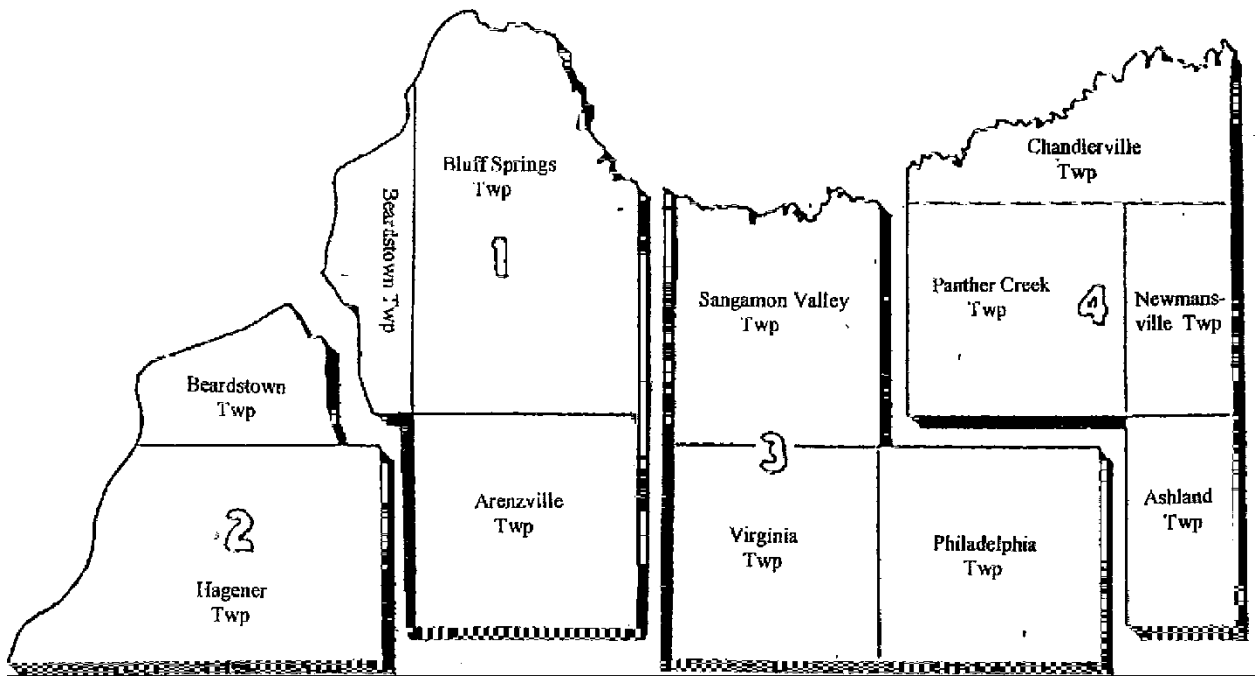 Bluff Springs
Twp
Beardstown Twp
1
Beardstown
Twp
2
Hagener
Twp
Arenzville
Twp
Sangamon Valley
Twp
3
Virginia
Twp
Philadelphia
Twp
Chandlerville
Twp
Panther Creek
Twp
4
Newmans-
ville Twp
Ashland
Twp